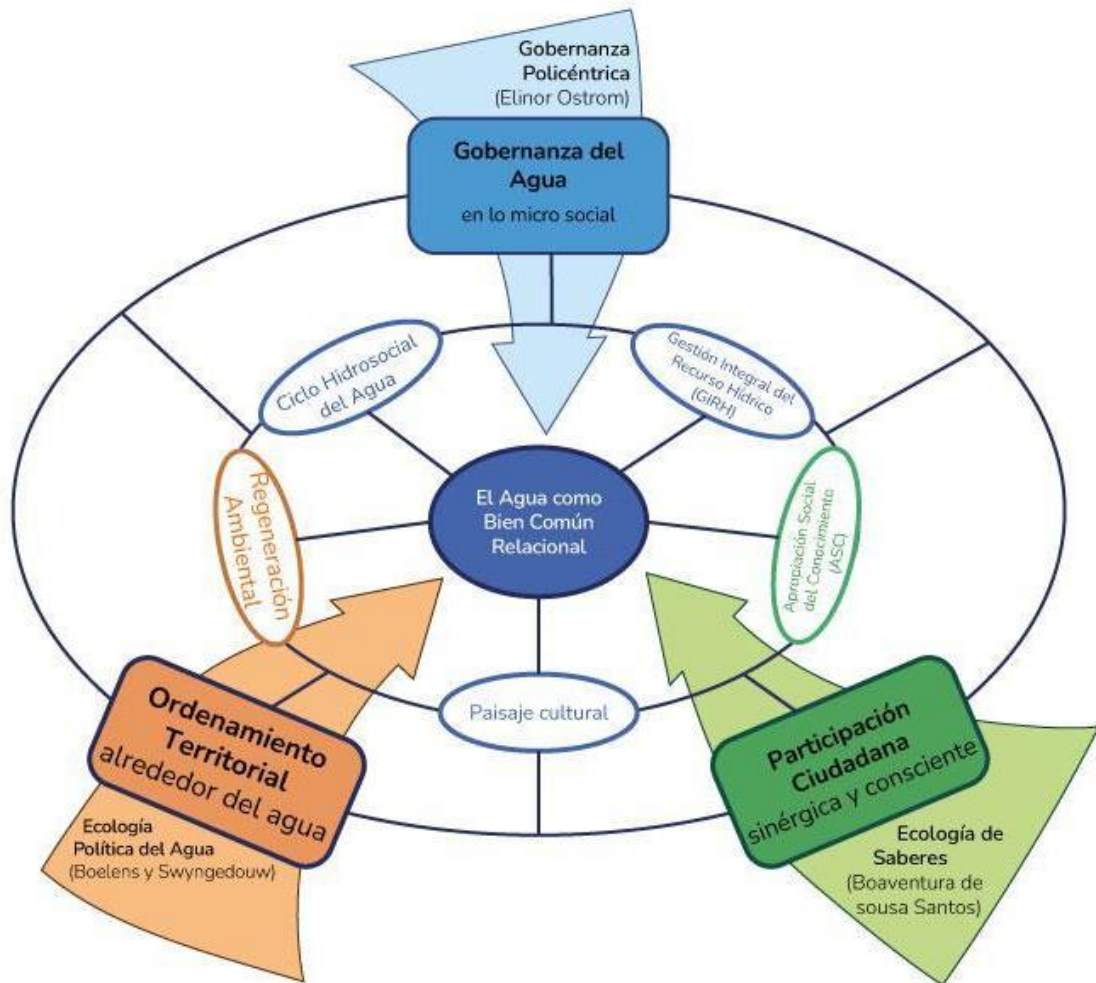 Gobernanza
Policéntrica
(Elinor Ostrom)
Gobernanza del
Agua
en lo micro social
Ciclo Hidrosocial
del Agua
Gestión Integral del
Recurso Hídrico
(GIRH)
Regeneración
Ambiental
El Agua como
Bien Común
Relacional
Apropiación Social
del Conocimiento
(ASC)
Paisaje cultural
Ordenamiento
Territorial
alrededor del agua
Ecología
Política del Agua
(Boelens y Swyngedouw)
Participación
Ciudadana
sinérgica y consciente
Ecología de
Saberes
(Boaventura de
sousa Santos)